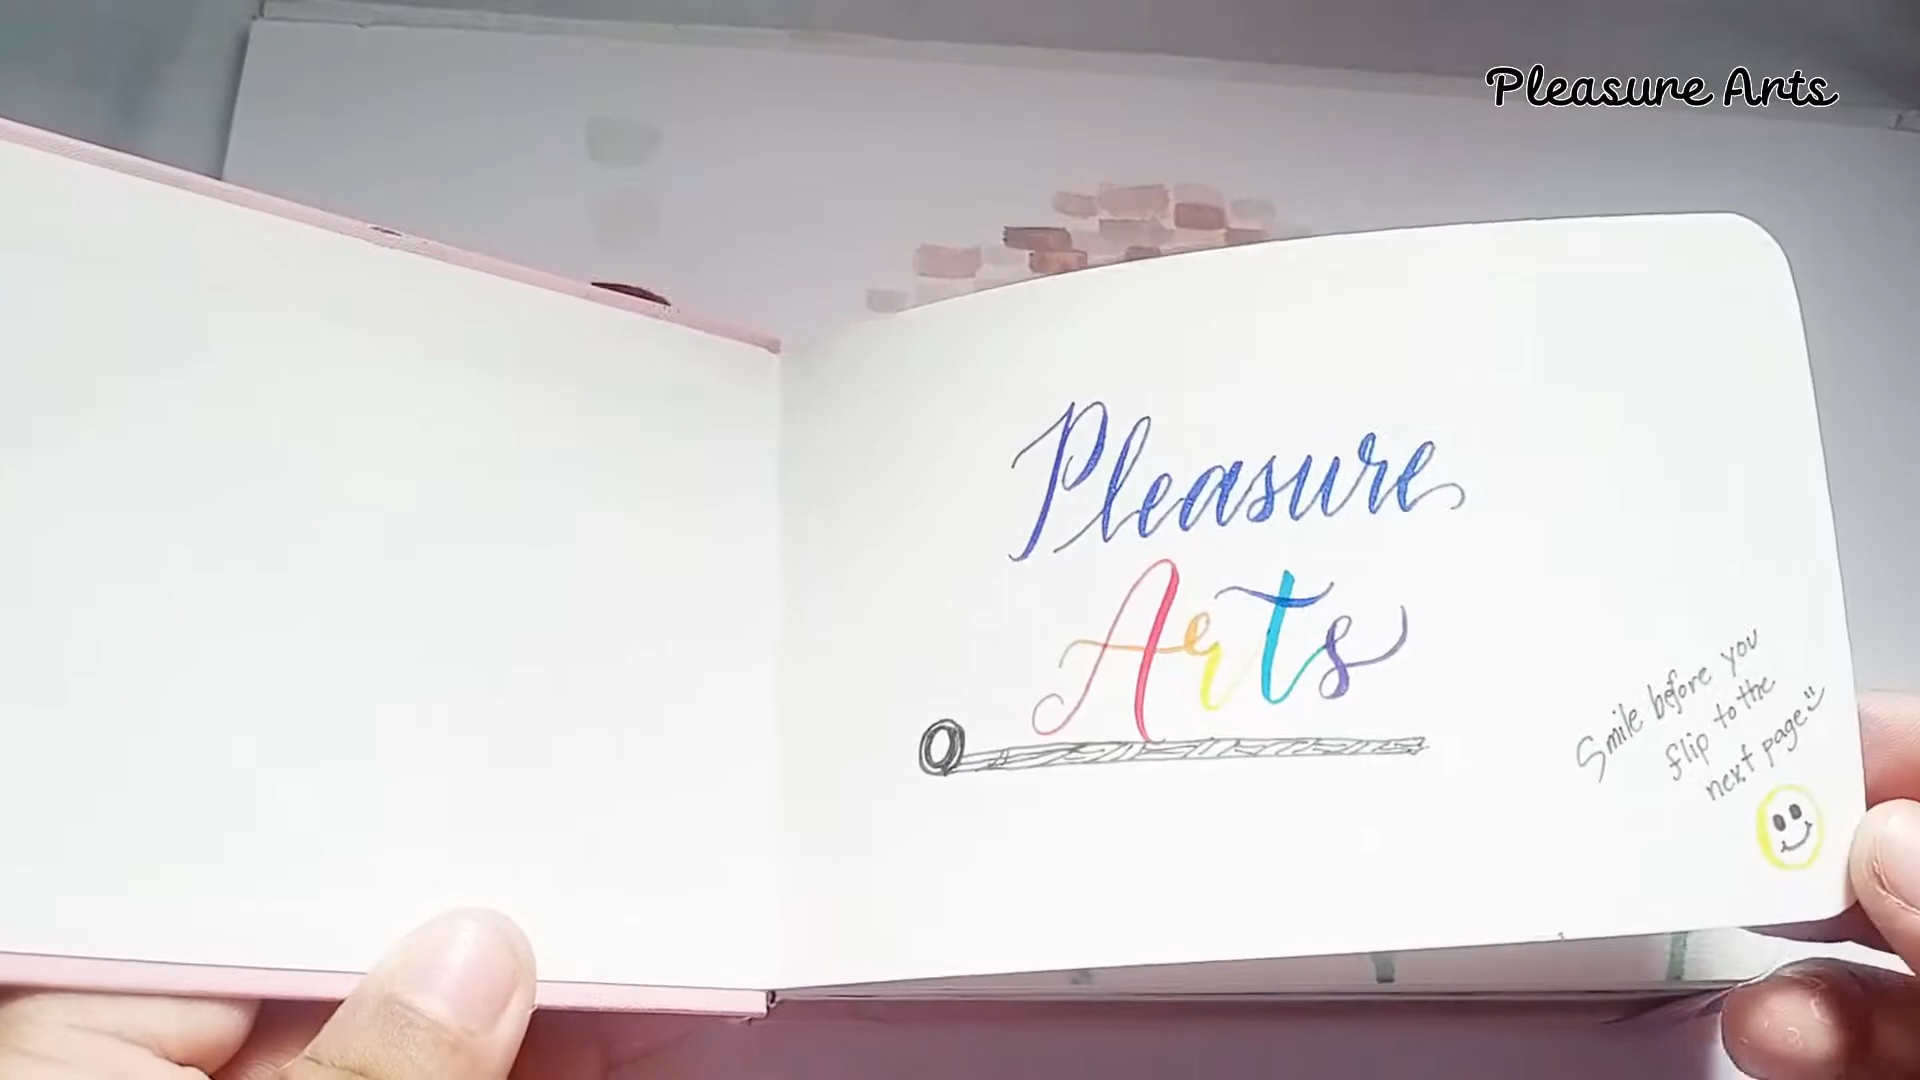 Pleasure Arts
Pleasure
Arts
Smile before you
flip to the
next page